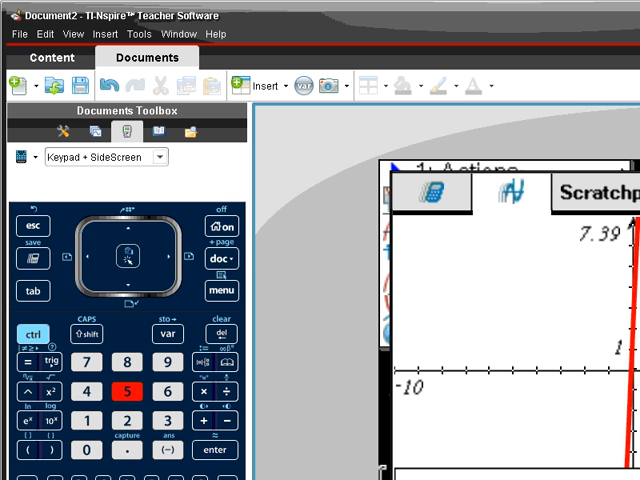 Document2 - TI-Nspire™ Teacher Software
File Edit View Insert Tools Window Help
Content Documents
Insert var
Documents Toolbox
Keypad + SideScreen
1: Actions
Scratchp
off
esc on
save + page
doc
tab menu
CAPS sto→ clear
ctrl shift var del
= trig 7 8 9
^ x² 4 5 6 × ÷
ln log
eˣ 10ˣ 1 2 3 + −
capture ans ≈
( ) 0 . (−) enter
7.39
1
-10